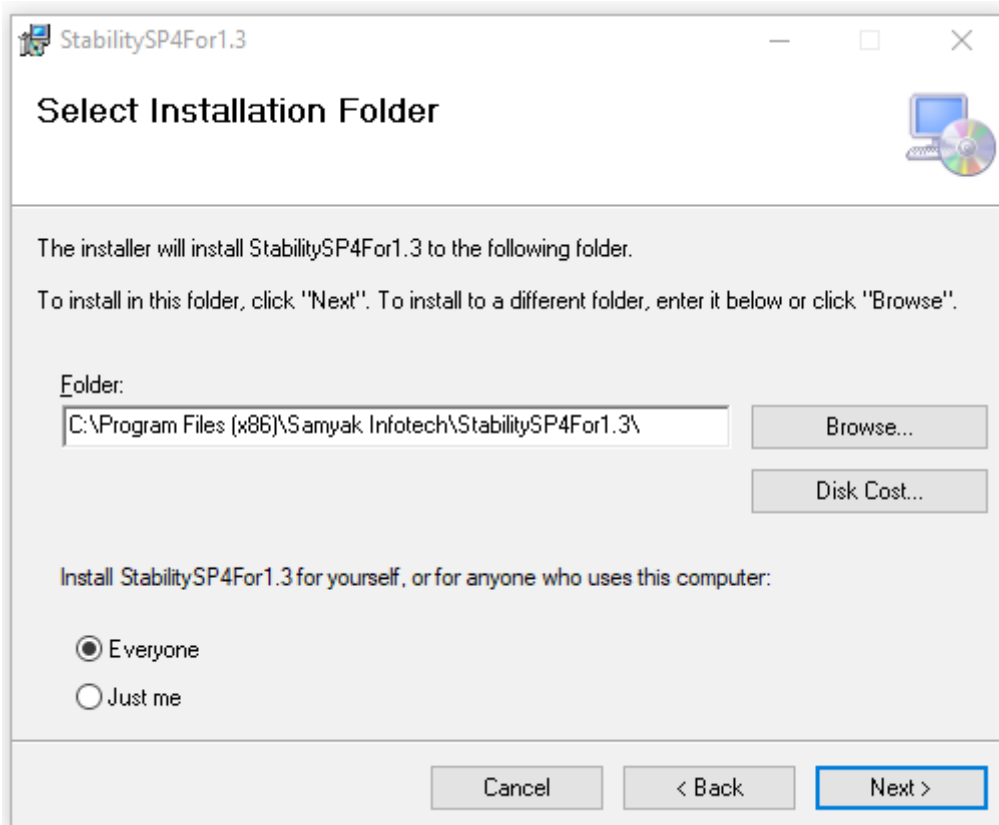 StabilitySP4For1.3
Select Installation Folder
The installer will install StabilitySP4For1.3 to the following folder.
To install in this folder, click "Next". To install to a different folder, enter it below or click "Browse".
Folder:
C:\Program Files (x86)\Samyak Infotech\StabilitySP4For1.3\
Browse...
Disk Cost...
Install StabilitySP4For1.3 for yourself, or for anyone who uses this computer:
Everyone
Just me
Cancel
< Back
Next >